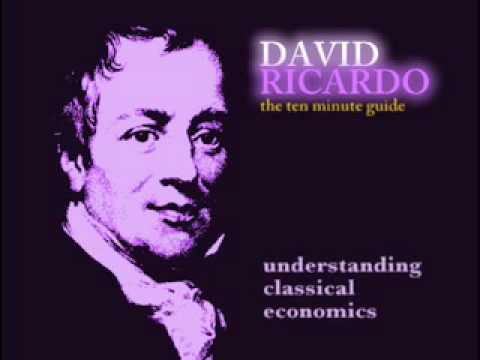 DAVID
RICARDO
the ten minute guide
understanding
classical
economics